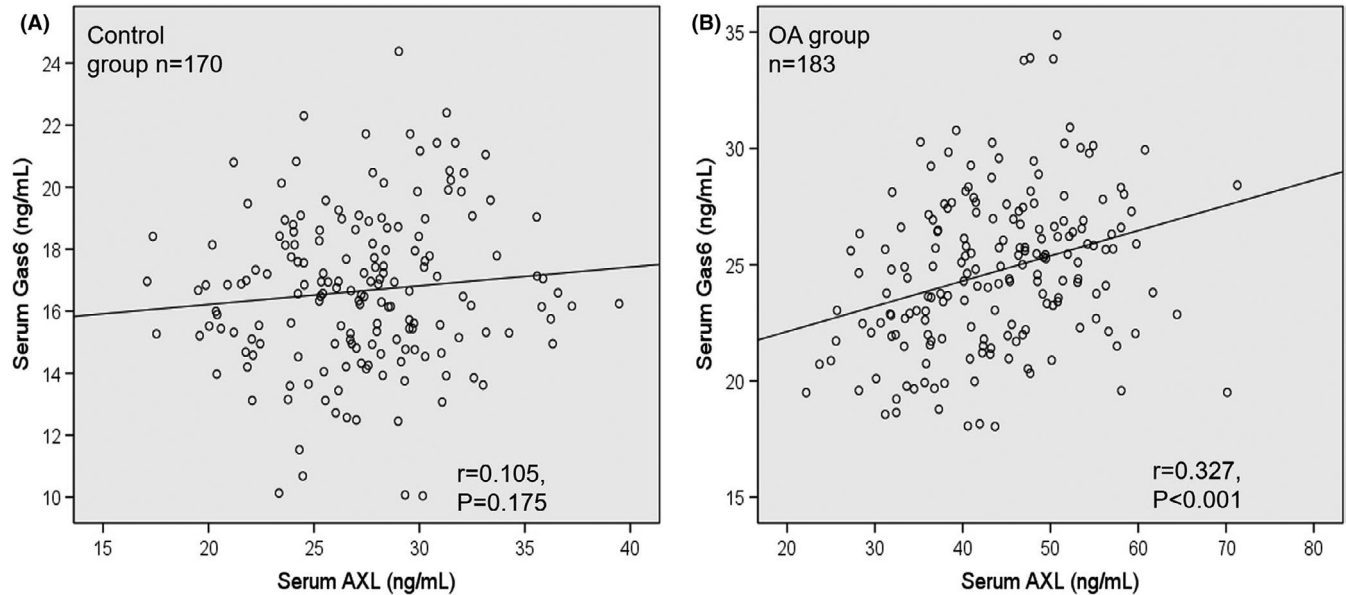 (A)
Control
group n=170
24
22
20
18
16
14
12
10
Serum Gas6 (ng/mL)
r=0.105,
P=0.175
15 20 25 30 35 40
Serum AXL (ng/mL)
(B)
OA group
n=183
35
30
25
20
15
Serum Gas6 (ng/mL)
r=0.327,
P<0.001
20 30 40 50 60 70 80
Serum AXL (ng/mL)